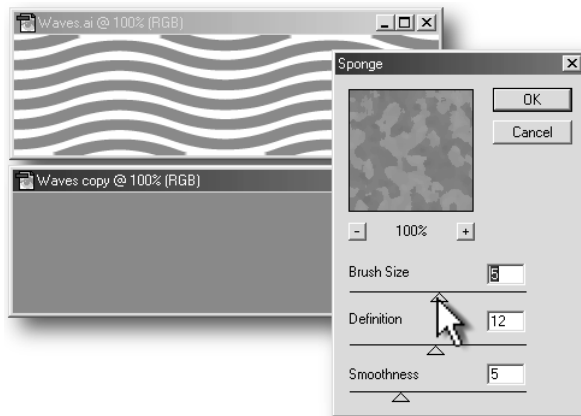 Waves.ai @ 100% (RGB)
Waves copy @ 100% (RGB)
Sponge
OK
Cancel
- 100% +
Brush Size 5
Definition 12
Smoothness 5